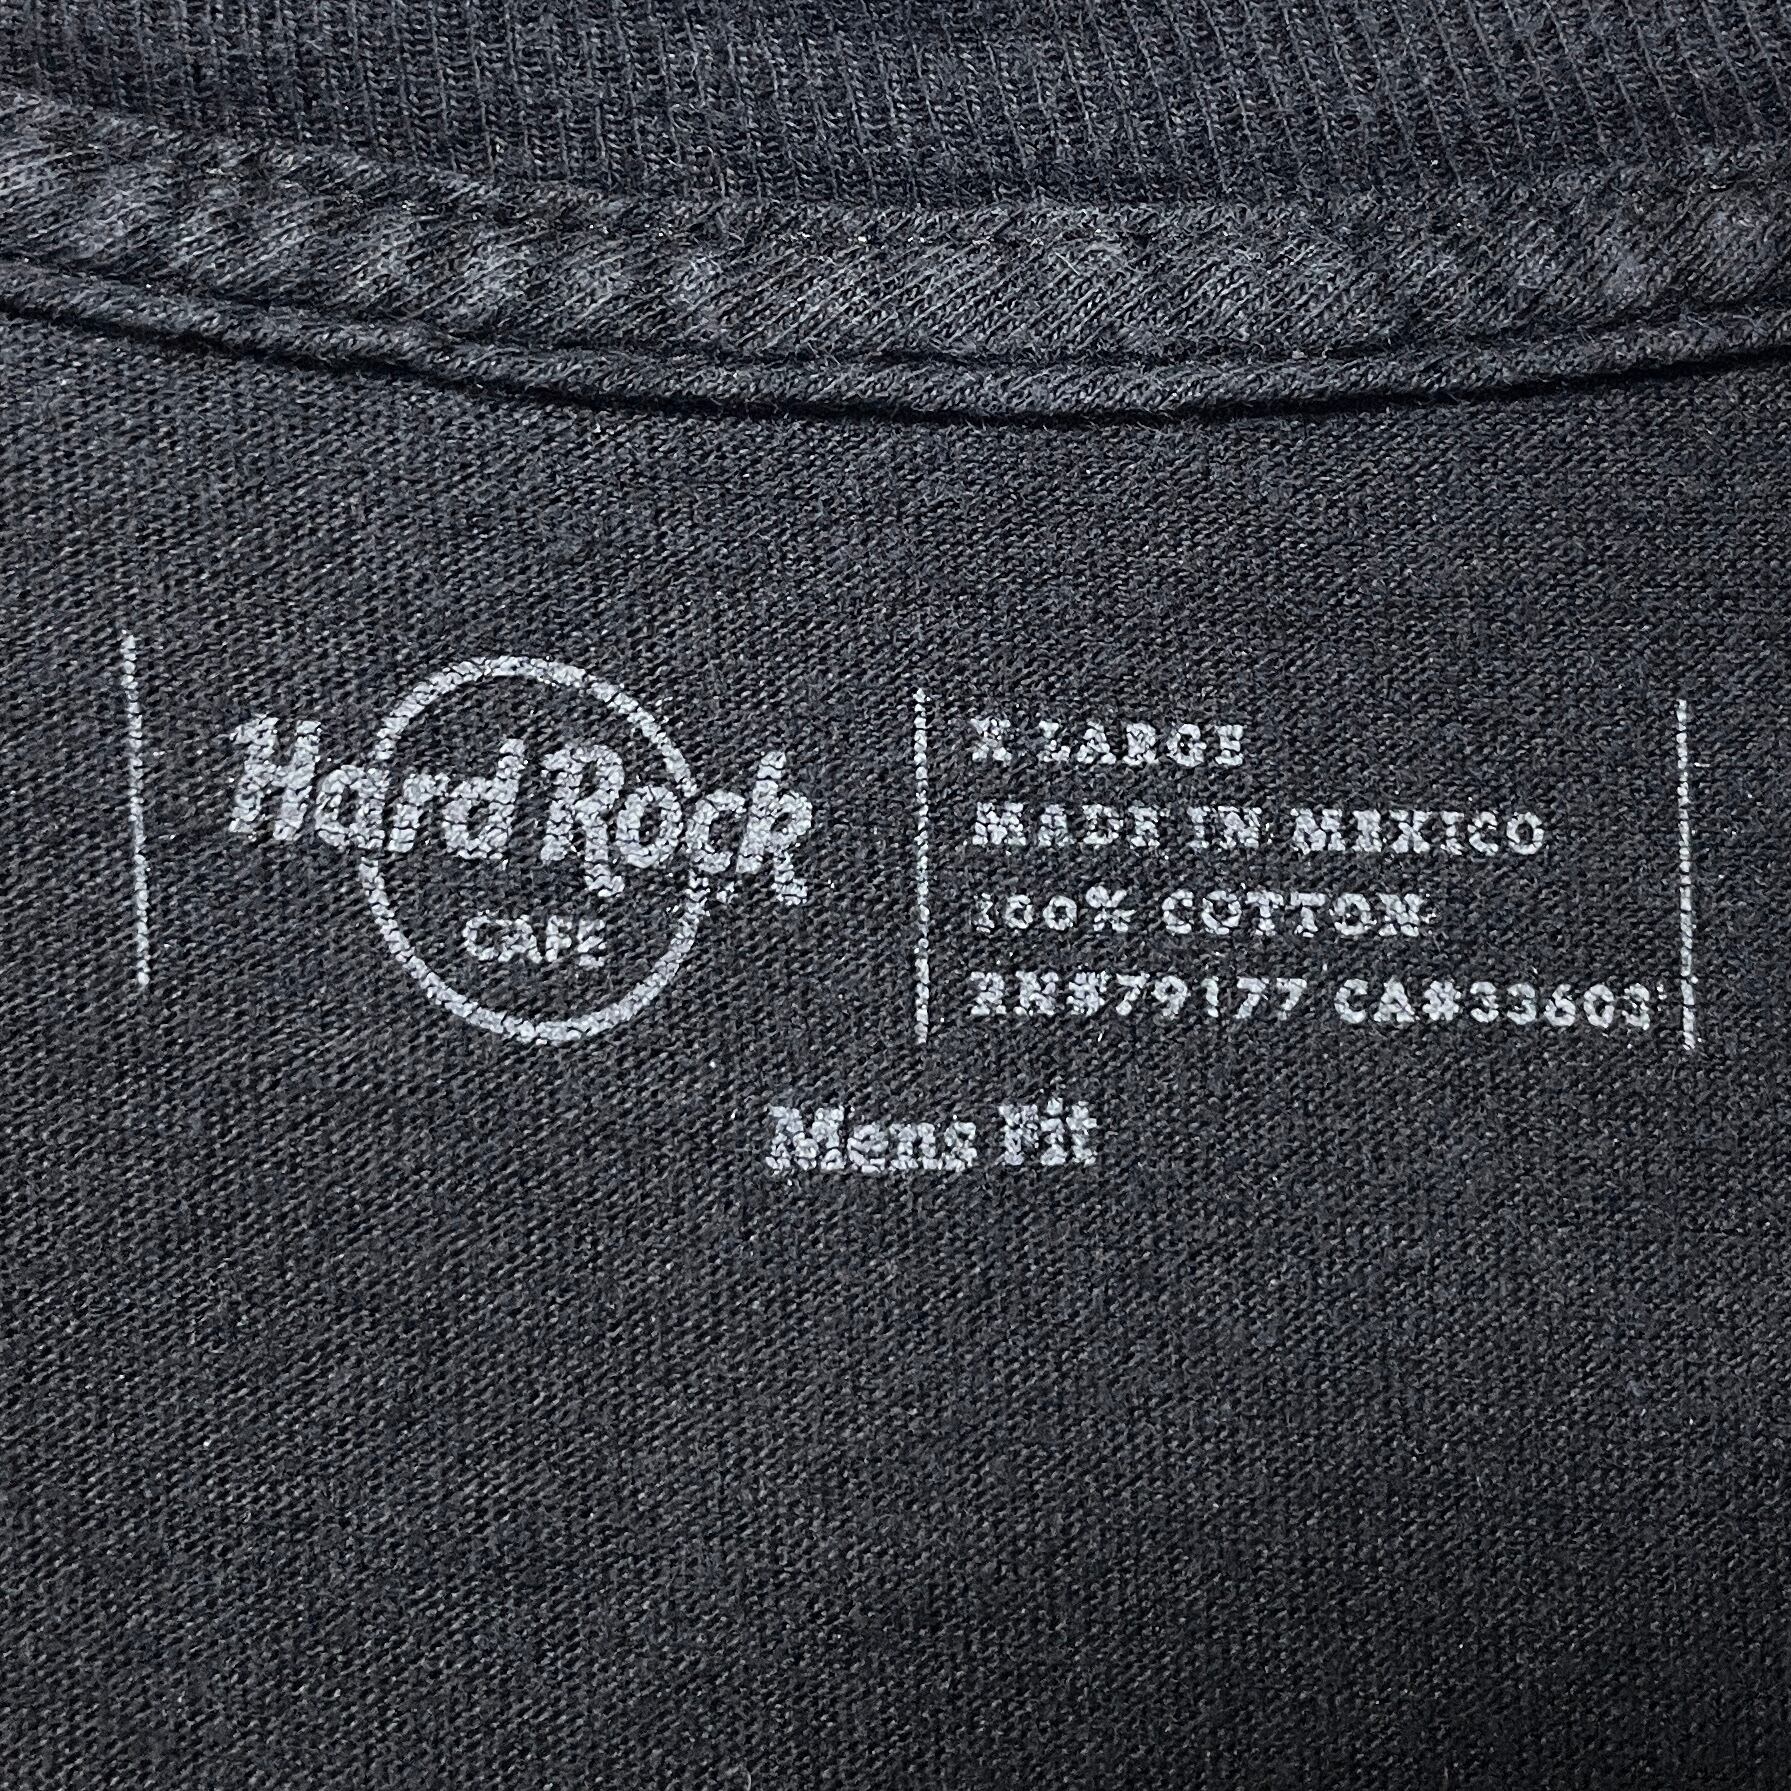 Hard Rock
CAFE
X-LARGE
MADE IN MEXICO
100% COTTON
RN#79177 CA#33603
Mens Fit